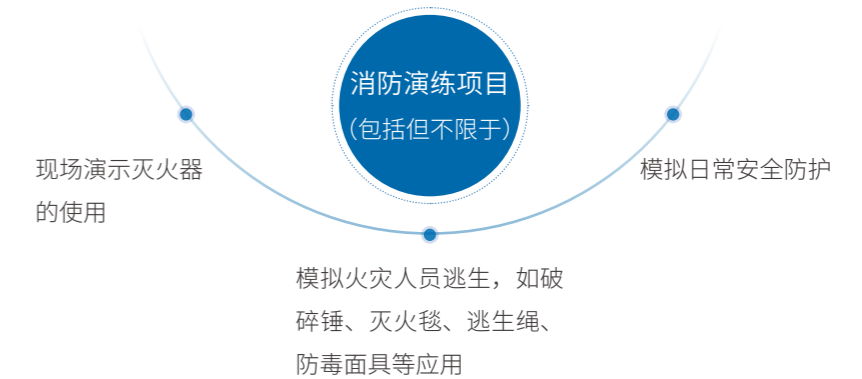 消防演练项目
（包括但不限于）
现场演示灭火器
的使用
模拟火灾人员逃生，如破
碎锤、灭火毯、逃生绳、
防毒面具等应用
模拟日常安全防护